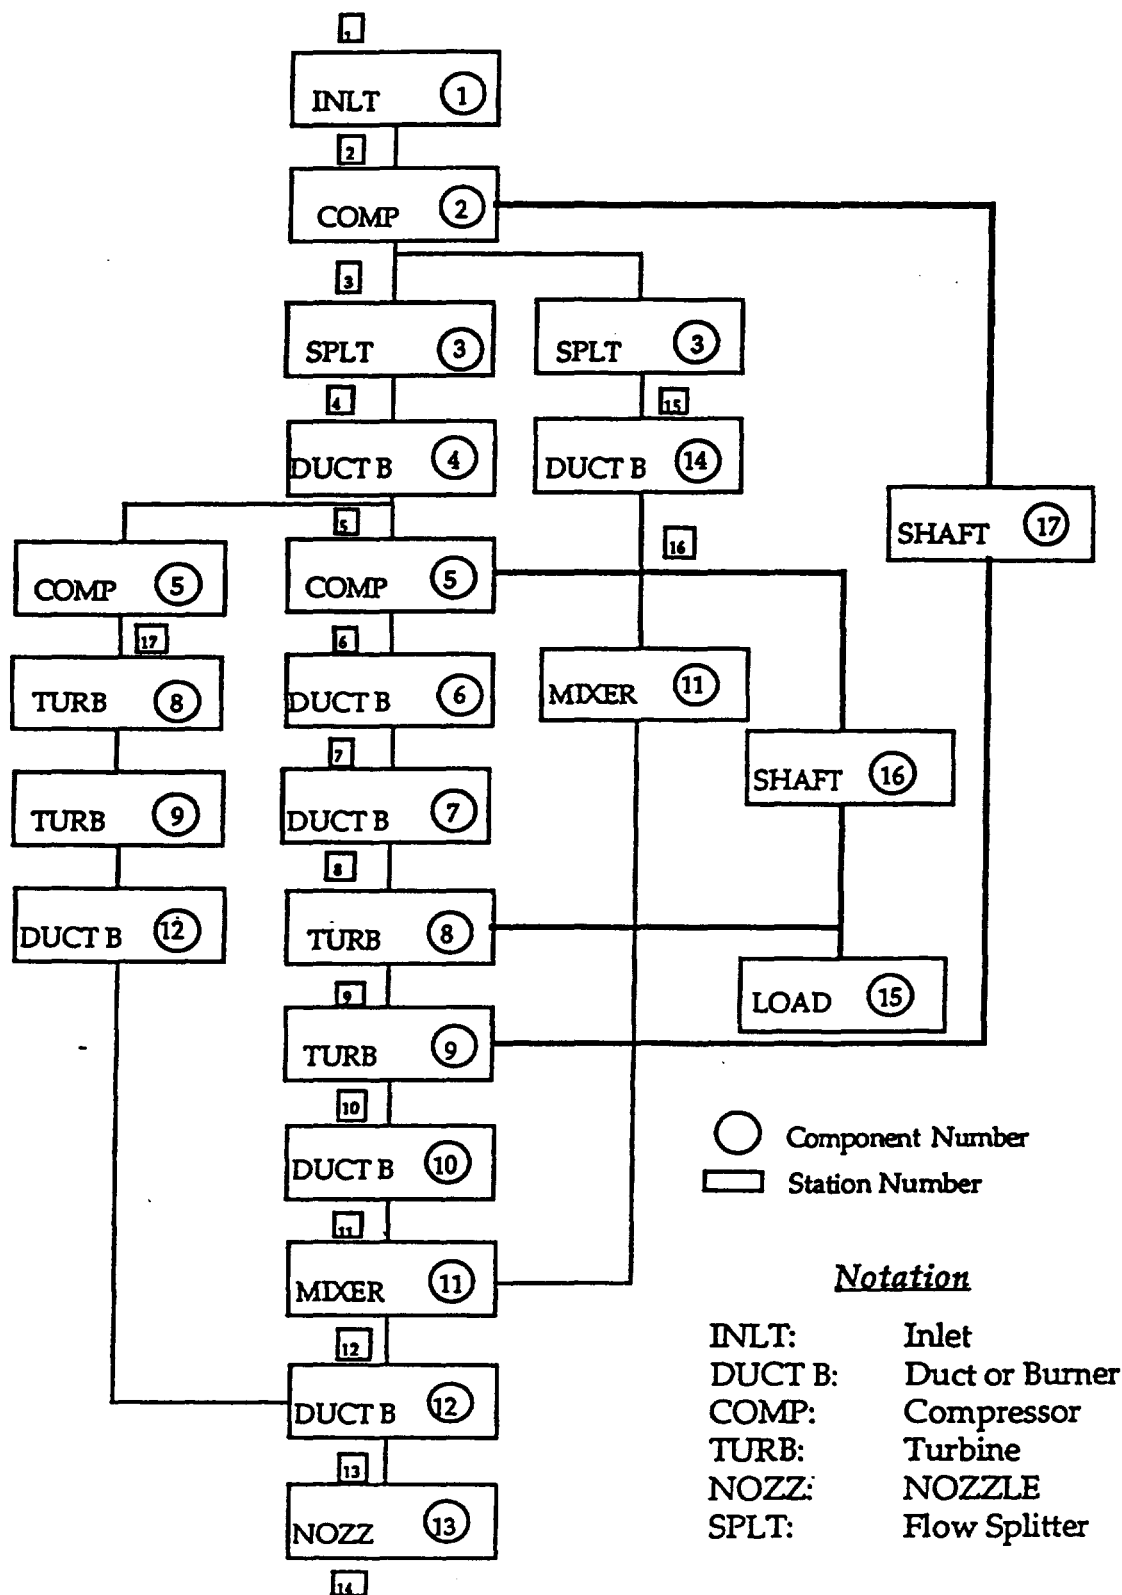 1
INLT 1
2
COMP 2
3
SPLT 3
SPLT 3
4
15
DUCT B 4
DUCT B 14
5
16
SHAFT 17
COMP 5
COMP 5
17
6
TURB 8
DUCT B 6
MIXER 11
7
SHAFT 16
TURB 9
DUCT B 7
8
DUCT B 12
TURB 8
9
LOAD 15
TURB 9
10
DUCT B 10
11
MIXER 11
12
DUCT B 12
13
NOZZ 13
14
Component Number
Station Number
Notation
INLT: Inlet
DUCT B: Duct or Burner
COMP: Compressor
TURB: Turbine
NOZZ: NOZZLE
SPLT: Flow Splitter